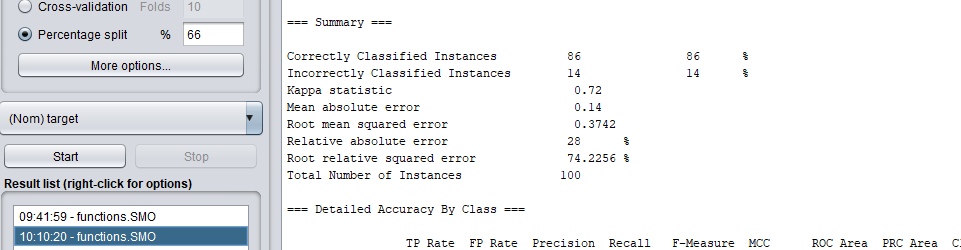 Cross-validation Folds 10
Percentage split % 66
More options...
(Nom) target
Start Stop
Result list (right-click for options)
09:41:59 - functions.SMO
10:10:20 - functions.SMO
=== Summary ===
Correctly Classified Instances 86 86 %
Incorrectly Classified Instances 14 14 %
Kappa statistic 0.72
Mean absolute error 0.14
Root mean squared error 0.3742
Relative absolute error 28 %
Root relative squared error 74.2256 %
Total Number of Instances 100
=== Detailed Accuracy By Class ===
TP Rate FP Rate Precision Recall F-Measure MCC ROC Area PRC Area